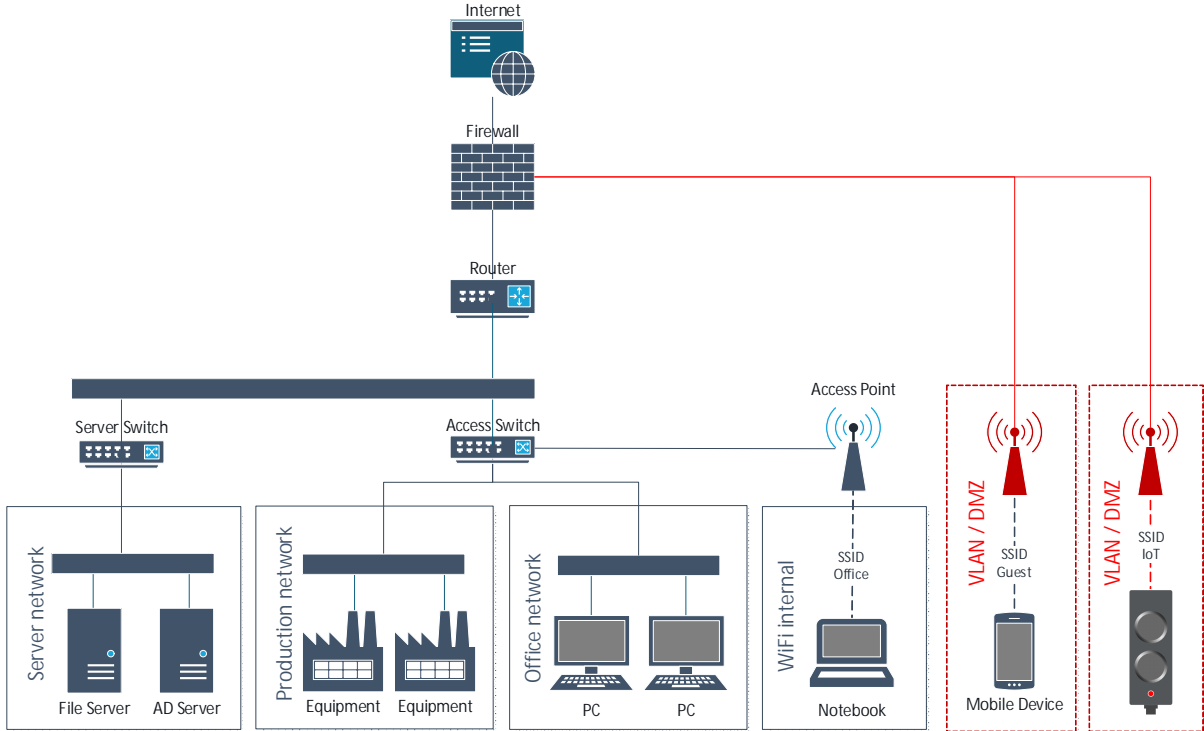 Internet
Firewall
Router
Access Point
Server Switch
Access Switch
Server network
File Server
AD Server
Production network
Equipment
Equipment
Office network
PC
PC
WiFi internal
SSID
Office
Notebook
VLAN / DMZ
SSID
Guest
Mobile Device
VLAN / DMZ
SSID
IoT